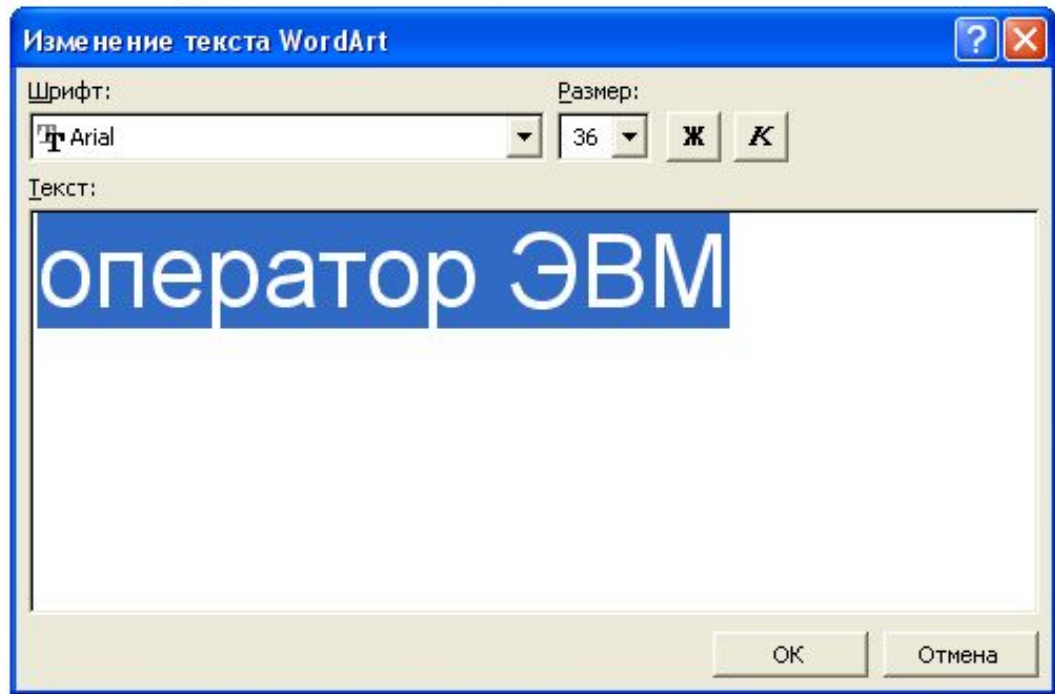 Изменение текста WordArt
Шрифт: Размер:
Arial 36 Ж К
Текст:
оператор ЭВМ
ОК Отмена